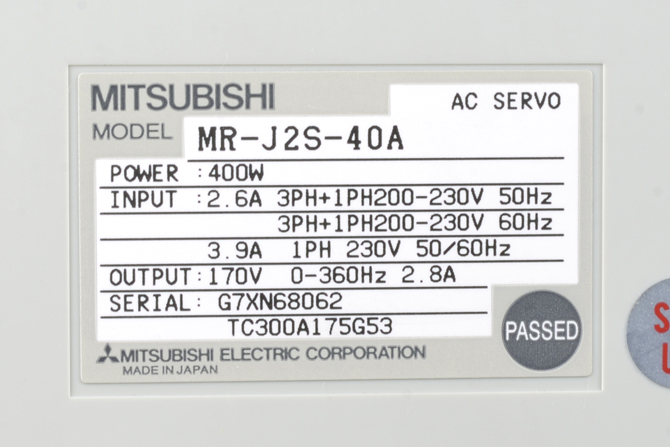 MITSUBISHI
AC SERVO
MODEL MR-J2S-40A
POWER :400W
INPUT :2.6A 3PH+1PH200-230V 50Hz
3PH+1PH200-230V 60Hz
3.9A 1PH 230V 50/60Hz
OUTPUT:170V 0-360Hz 2.8A
SERIAL: G7XN68062
TC300A175G53
PASSED
MITSUBISHI ELECTRIC CORPORATION
MADE IN JAPAN